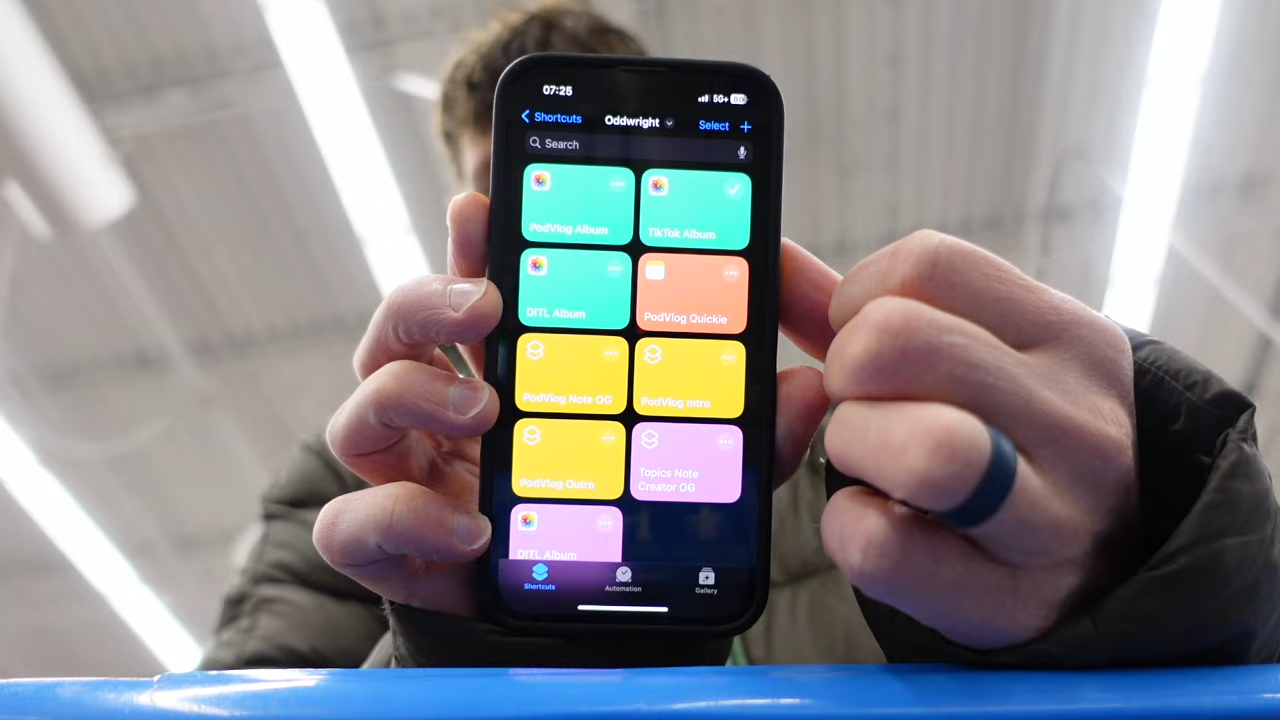 07:25
5G+
Shortcuts
Oddwright
Select +
Search
PodVlog Album
TikTok Album
DITL Album
PodVlog Quickie
PodVlog Note OG
PodVlog Intro
PodVlog Outro
Topics Note
Creator OG
DITL Album
Shortcuts
Automation
Gallery